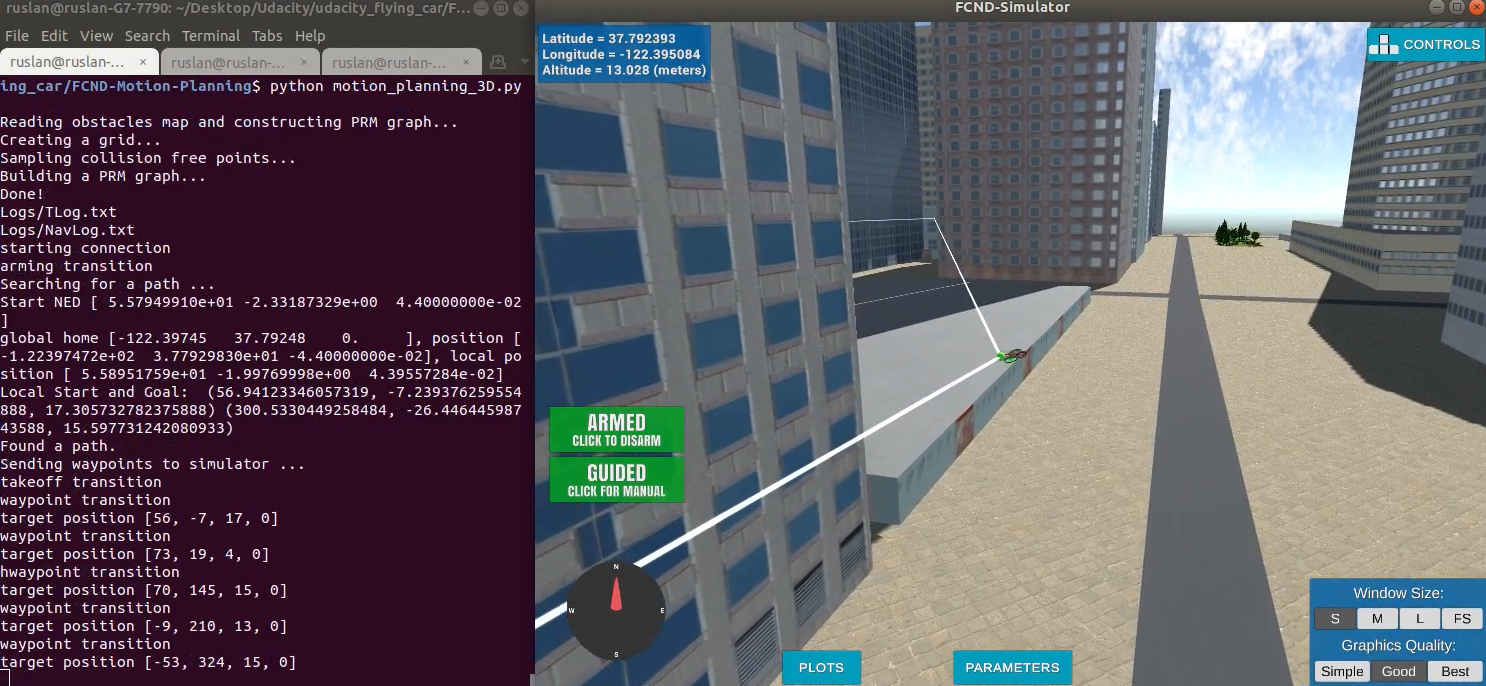 ruslan@ruslan-G7-7790: ~/Desktop/Udacity/udacity_flying_car/F...
File Edit View Search Terminal Tabs Help
ruslan@ruslan-... × ruslan@ruslan-... × ruslan@ruslan-... ×
ing_car/FCND-Motion-Planning$ python motion_planning_3D.py
Reading obstacles map and constructing PRM graph...
Creating a grid...
Sampling collision free points...
Building a PRM graph...
Done!
Logs/TLog.txt
Logs/NavLog.txt
starting connection
arming transition
Searching for a path ...
Start NED [ 5.57949910e+01 -2.33187329e+00  4.40000000e-02
]
global home [-122.39745   37.79248    0.     ], position [
-1.22397472e+02  3.77929830e+01 -4.40000000e-02], local po
sition [ 5.58951759e+01 -1.99769998e+00  4.39557284e-02]
Local Start and Goal:  (56.94123346057319, -7.239376259554
888, 17.305732782375888) (300.5330449258484, -26.446445987
43588, 15.597731242080933)
Found a path.
Sending waypoints to simulator ...
takeoff transition
waypoint transition
target position [56, -7, 17, 0]
waypoint transition
target position [73, 19, 4, 0]
hwaypoint transition
target position [70, 145, 15, 0]
waypoint transition
target position [-9, 210, 13, 0]
waypoint transition
target position [-53, 324, 15, 0]
FCND-Simulator
Latitude = 37.792393
Longitude = -122.395084
Altitude = 13.028 (meters)
CONTROLS
ARMED
CLICK TO DISARM
GUIDED
CLICK FOR MANUAL
N
W E
S
PLOTS
PARAMETERS
Window Size:
S M L FS
Graphics Quality:
Simple Good Best